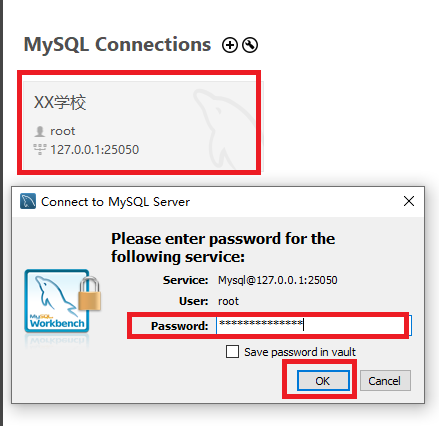 MySQL Connections
XX学校
root
127.0.0.1:25050
Connect to MySQL Server
Please enter password for the
following service:
Service: Mysql@127.0.0.1:25050
User: root
Password: **************
Save password in vault
OK Cancel
MySQL
Workbench